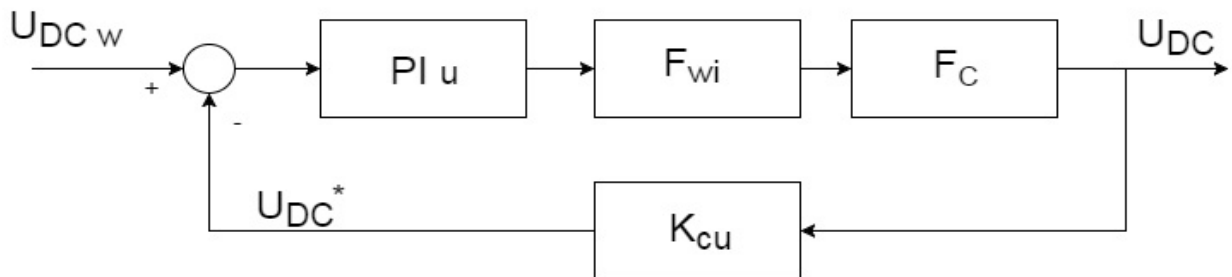 U_DC w
+
-
PI u
F_wi
F_C
U_DC
U_DC*
K_cu